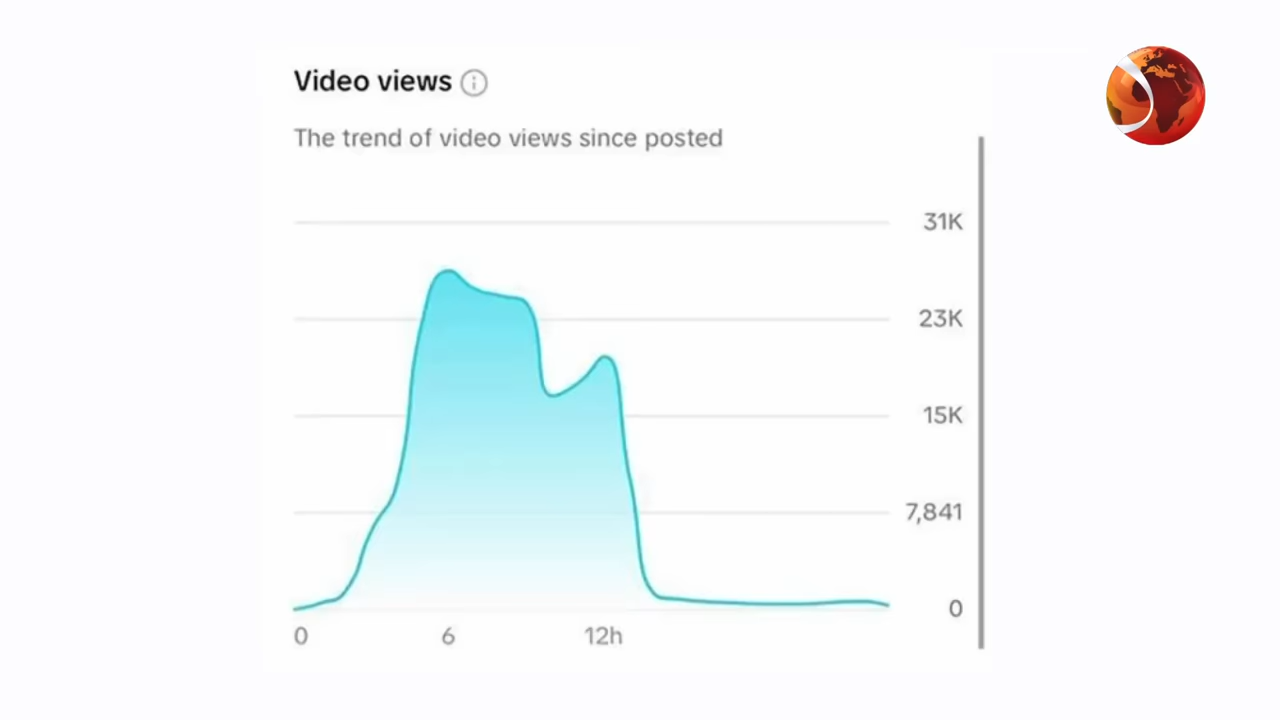 Video views
The trend of video views since posted
31K
23K
15K
7,841
0
0 6 12h